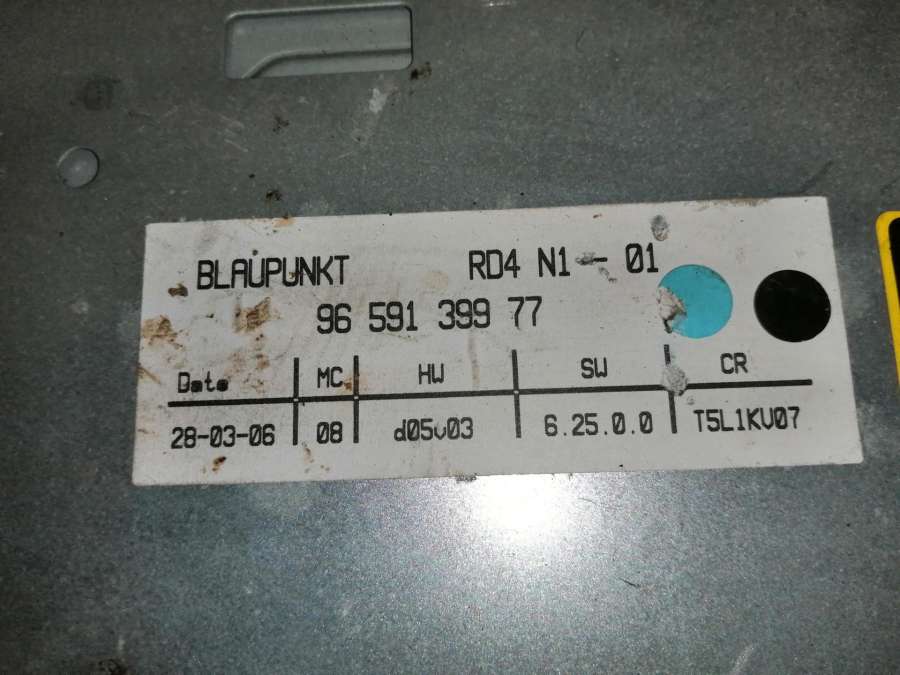 BLAUPUNKT RD4 N1 - 01
96 591 399 77
Date MC HW SW CR
28-03-06 08 d05v03 6.25.0.0 T5L1KV07